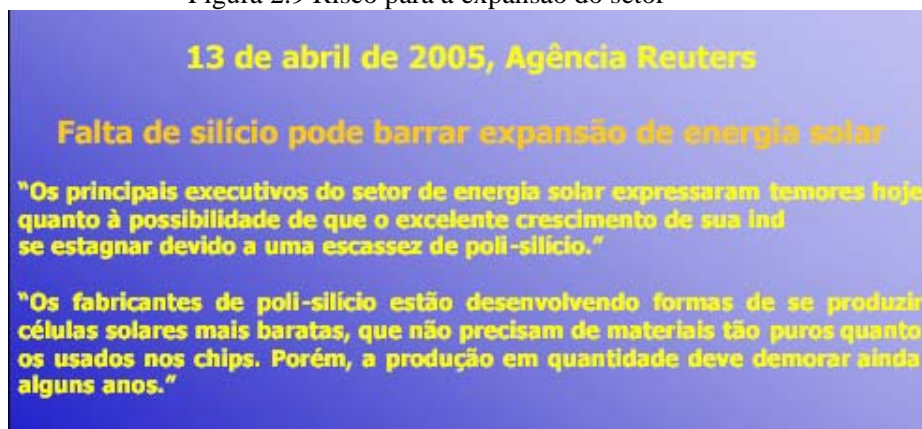 Figura 2.9 Risco para a expansão do setor
13 de abril de 2005, Agência Reuters
Falta de silício pode barrar expansão de energia solar
"Os principais executivos do setor de energia solar expressaram temores hoje
quanto à possibilidade de que o excelente crescimento de sua ind
se estagnar devido a uma escassez de poli-silício."
"Os fabricantes de poli-silício estão desenvolvendo formas de se produzir
células solares mais baratas, que não precisam de materiais tão puros quanto
os usados nos chips. Porém, a produção em quantidade deve demorar ainda
alguns anos."